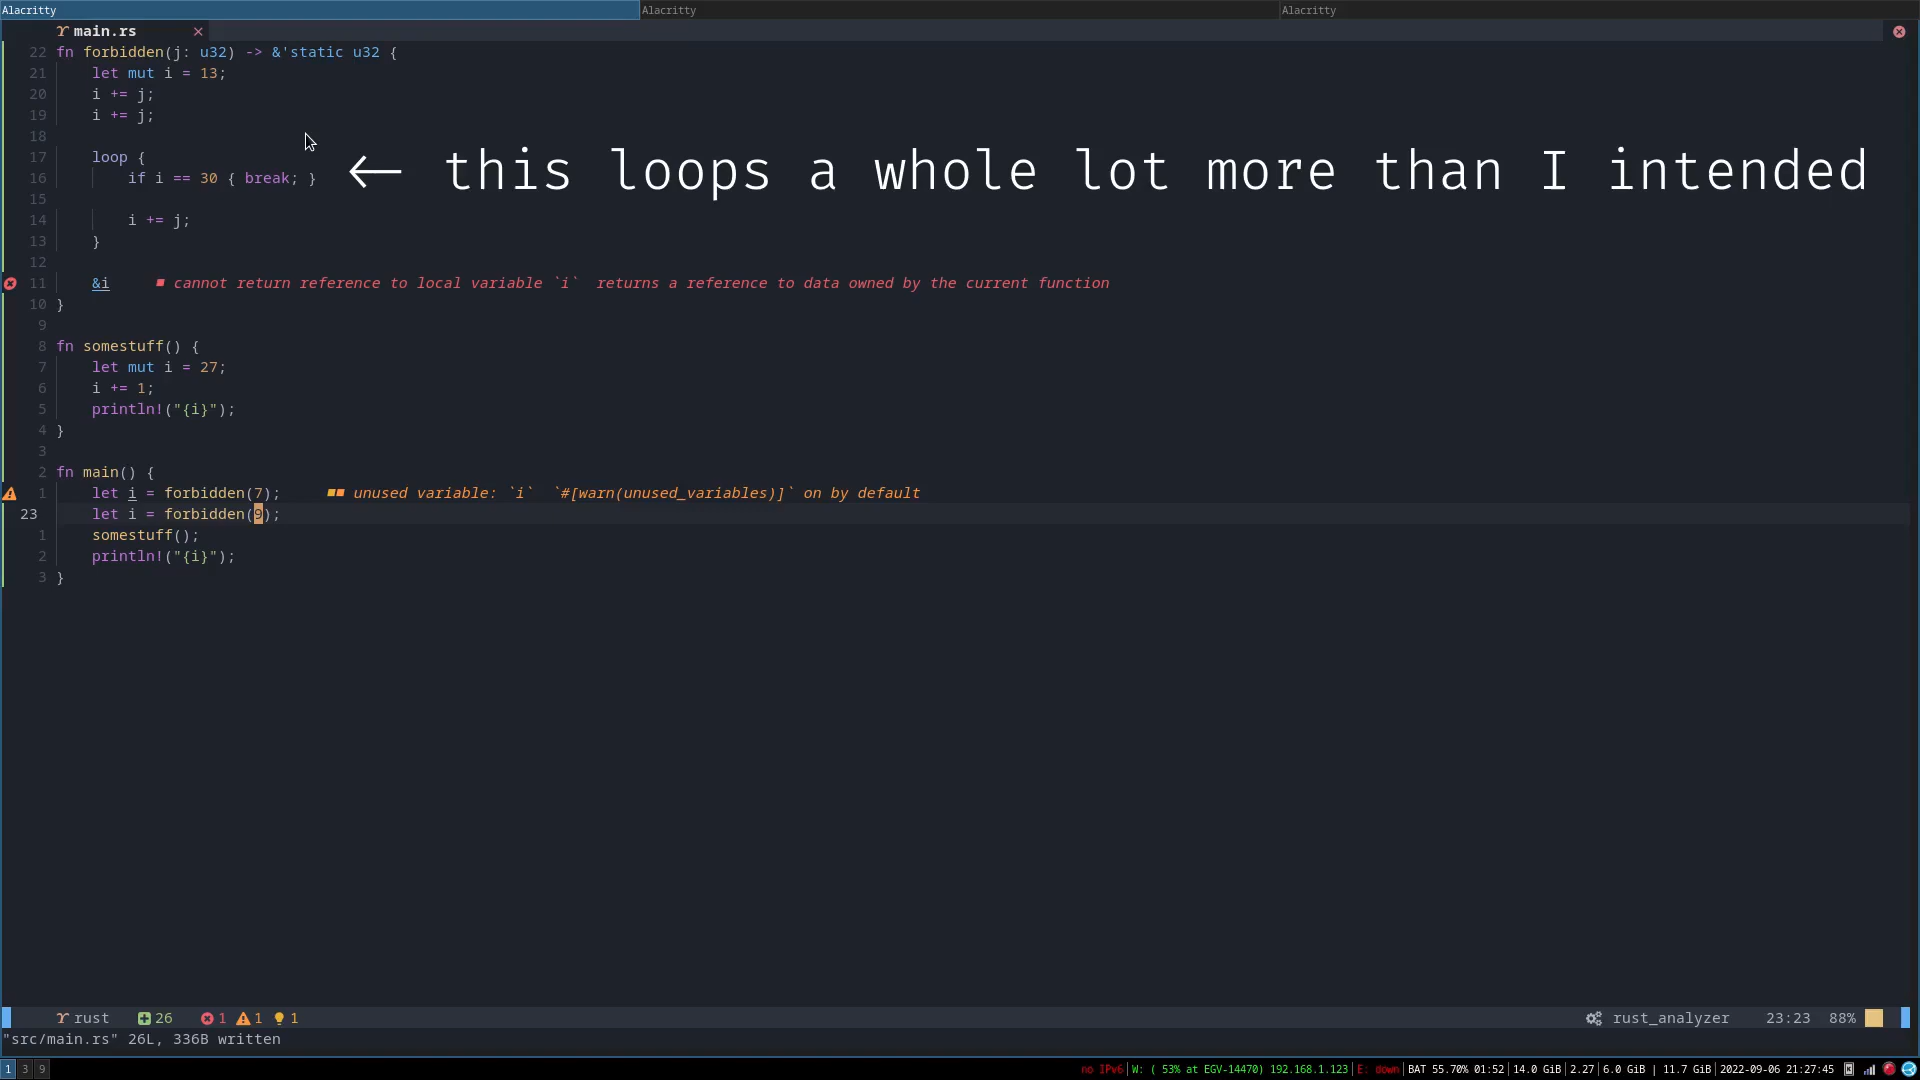 Alacritty Alacritty Alacritty
main.rs ×
22 fn forbidden(j: u32) -> &'static u32 {
21 let mut i = 13;
20 i += j;
19 i += j;
18
17 loop {
16 if i == 30 { break; } ← this loops a whole lot more than I intended
15
14 i += j;
13 }
12
11 &i ■ cannot return reference to local variable `i` returns a reference to data owned by the current function
10 }
9
8 fn somestuff() {
7 let mut i = 27;
6 i += 1;
5 println!("{i}");
4 }
3
2 fn main() {
1 let i = forbidden(7); ■■ unused variable: `i` `#[warn(unused_variables)]` on by default
23 let i = forbidden(9);
1 somestuff();
2 println!("{i}");
3 }
rust 26 1 1 1 rust_analyzer 23:23 88%
"src/main.rs" 26L, 336B written
1 3 9 no IPv6|W: ( 53% at EGV-14470) 192.168.1.123|E: down|BAT 55.70% 01:52|14.0 GiB|2.27|6.0 GiB | 11.7 GiB|2022-09-06 21:27:45